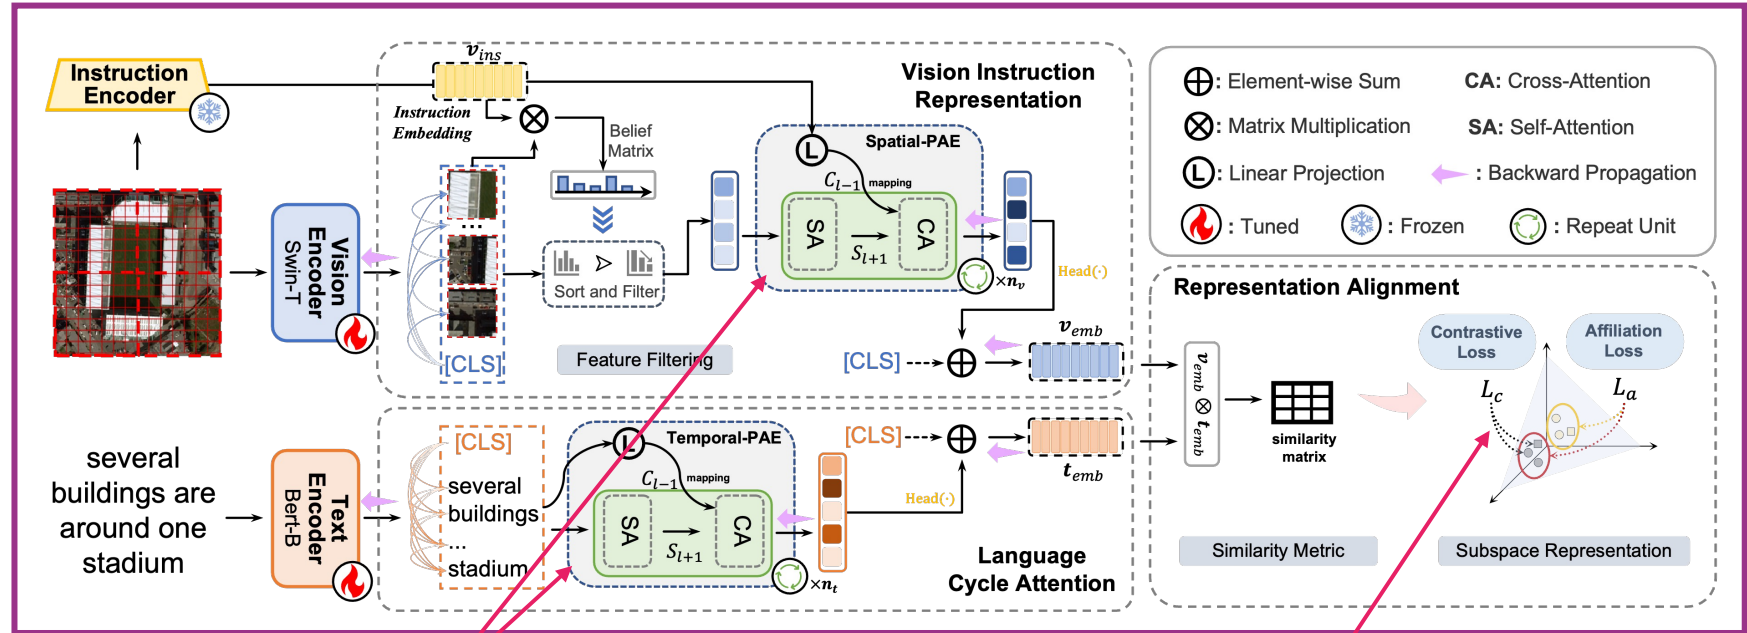 Instruction
Encoder
v_ins
Instruction
Embedding
Belief
Matrix
Vision Instruction
Representation
Vision
Encoder
Swin-T
...
[CLS]
Sort and Filter
Feature Filtering
Spatial-PAE
L
C_{l-1} mapping
SA
S_{l+1}
CA
×n_v
Head(·)
[CLS]
v_emb
several
buildings are
around one
stadium
Text
Encoder
Bert-B
[CLS]
several
buildings
...
stadium
Temporal-PAE
L
C_{l-1} mapping
SA
S_{l+1}
CA
×n_t
Head(·)
[CLS]
t_emb
Language
Cycle Attention
: Element-wise Sum
CA: Cross-Attention
: Matrix Multiplication
SA: Self-Attention
L : Linear Projection
: Backward Propagation
: Tuned
: Frozen
: Repeat Unit
Representation Alignment
v_emb ⊗ t_emb
similarity
matrix
Contrastive
Loss
Affiliation
Loss
L_c
L_a
Similarity Metric
Subspace Representation